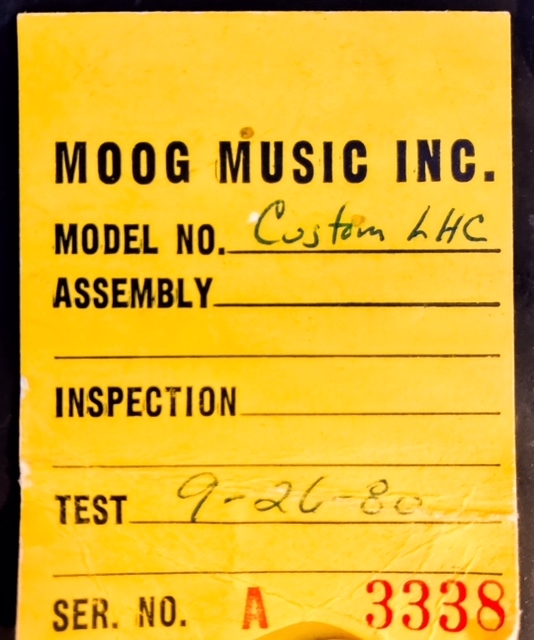 MOOG MUSIC INC.
MODEL NO. Custom LHC
ASSEMBLY
INSPECTION
TEST 9-26-80
SER. NO. A 3338